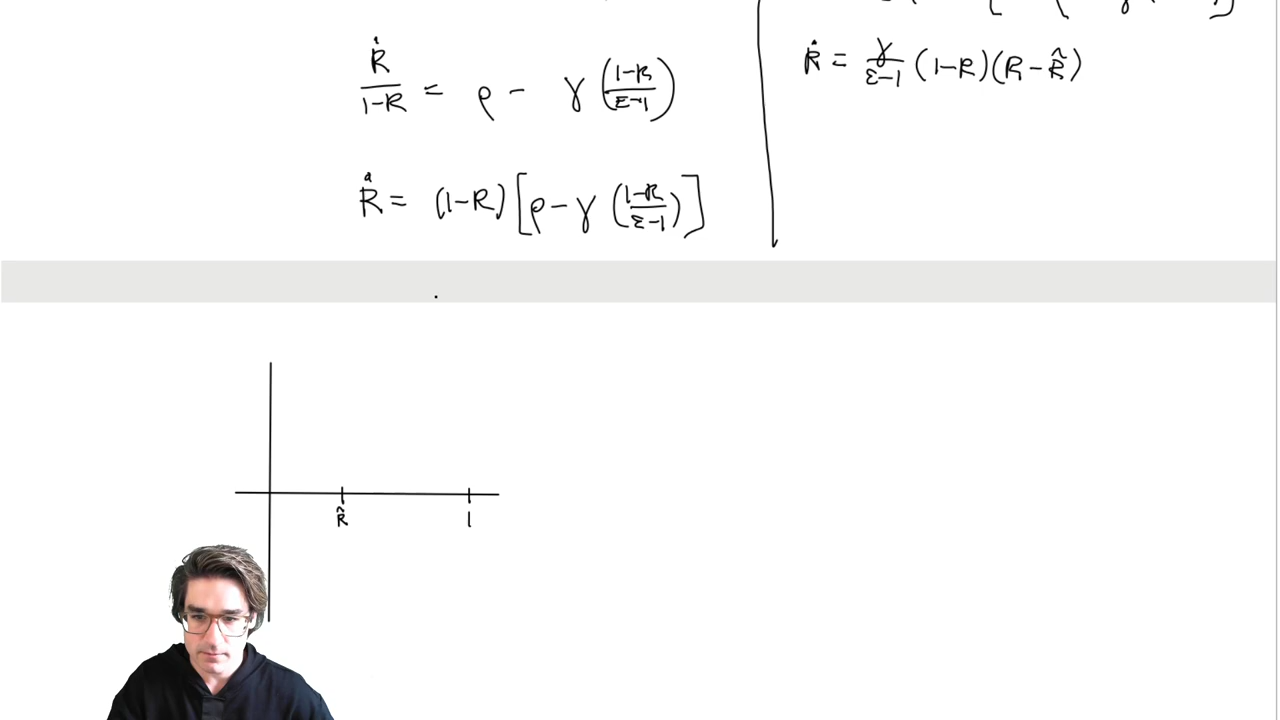 Ṙ/(1-R) = ρ - γ((1-R)/(Σ-1))
Ṙ = (1-R)[ρ - γ((1-R)/(Σ-1))]
Ṙ = γ/(Σ-1) (1-R)(R-R̂)
R̂ 1